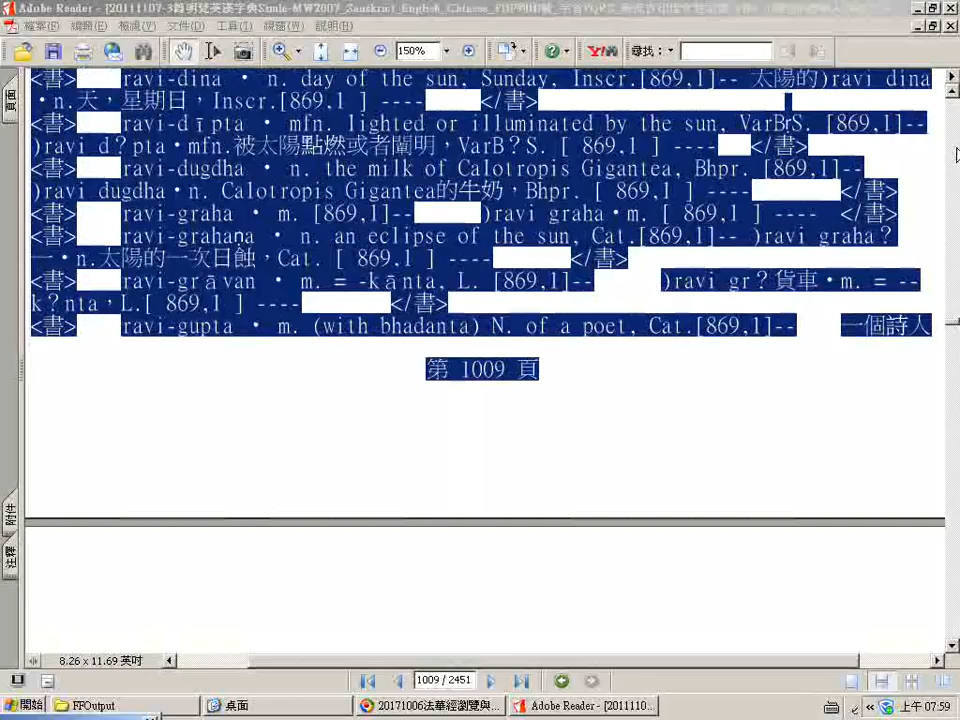 Adobe Reader
檔案(F) 編輯(E) 檢視(V) 文件(D) 工具(T) 視窗(W) 說明(H)
150% 尋找：
頁面
<書> ravi-dina • n. day of the sun, Sunday, Inscr.[869,1]-- 太陽的)ravi dina
•n.天，星期日，Inscr.[869,1 ] ---- </書>
<書> ravi-dīpta • mfn. lighted or illuminated by the sun, VarBrS. [869,1]--
)ravi d？pta•mfn.被太陽點燃或者闡明，VarB？S. [ 869,1 ] ---- </書>
<書> ravi-dugdha • n. the milk of Calotropis Gigantea, Bhpr. [869,1]--
)ravi dugdha•n. Calotropis Gigantea的牛奶，Bhpr. [ 869,1 ] ---- </書>
<書> ravi-graha • m. [869,1]-- )ravi graha•m. [ 869,1 ] ---- </書>
<書> ravi-grahaṇa • n. an eclipse of the sun, Cat.[869,1]-- )ravi graha？
一•n.太陽的一次日蝕，Cat. [ 869,1 ] ---- </書>
<書> ravi-grāvan • m. = -kānta, L. [869,1]-- )ravi gr？貨車•m. = --
k？nta，L.[ 869,1 ] ---- </書>
<書> ravi-gupta • m. (with bhadanta) N. of a poet, Cat.[869,1]-- 一個詩人
第 1009 頁
附件
注釋
8.26 x 11.69 英吋
1009 / 2451
開始 FFOutput 桌面 20171006法華經瀏覽與... Adobe Reader - [2011110... 上午 07:59